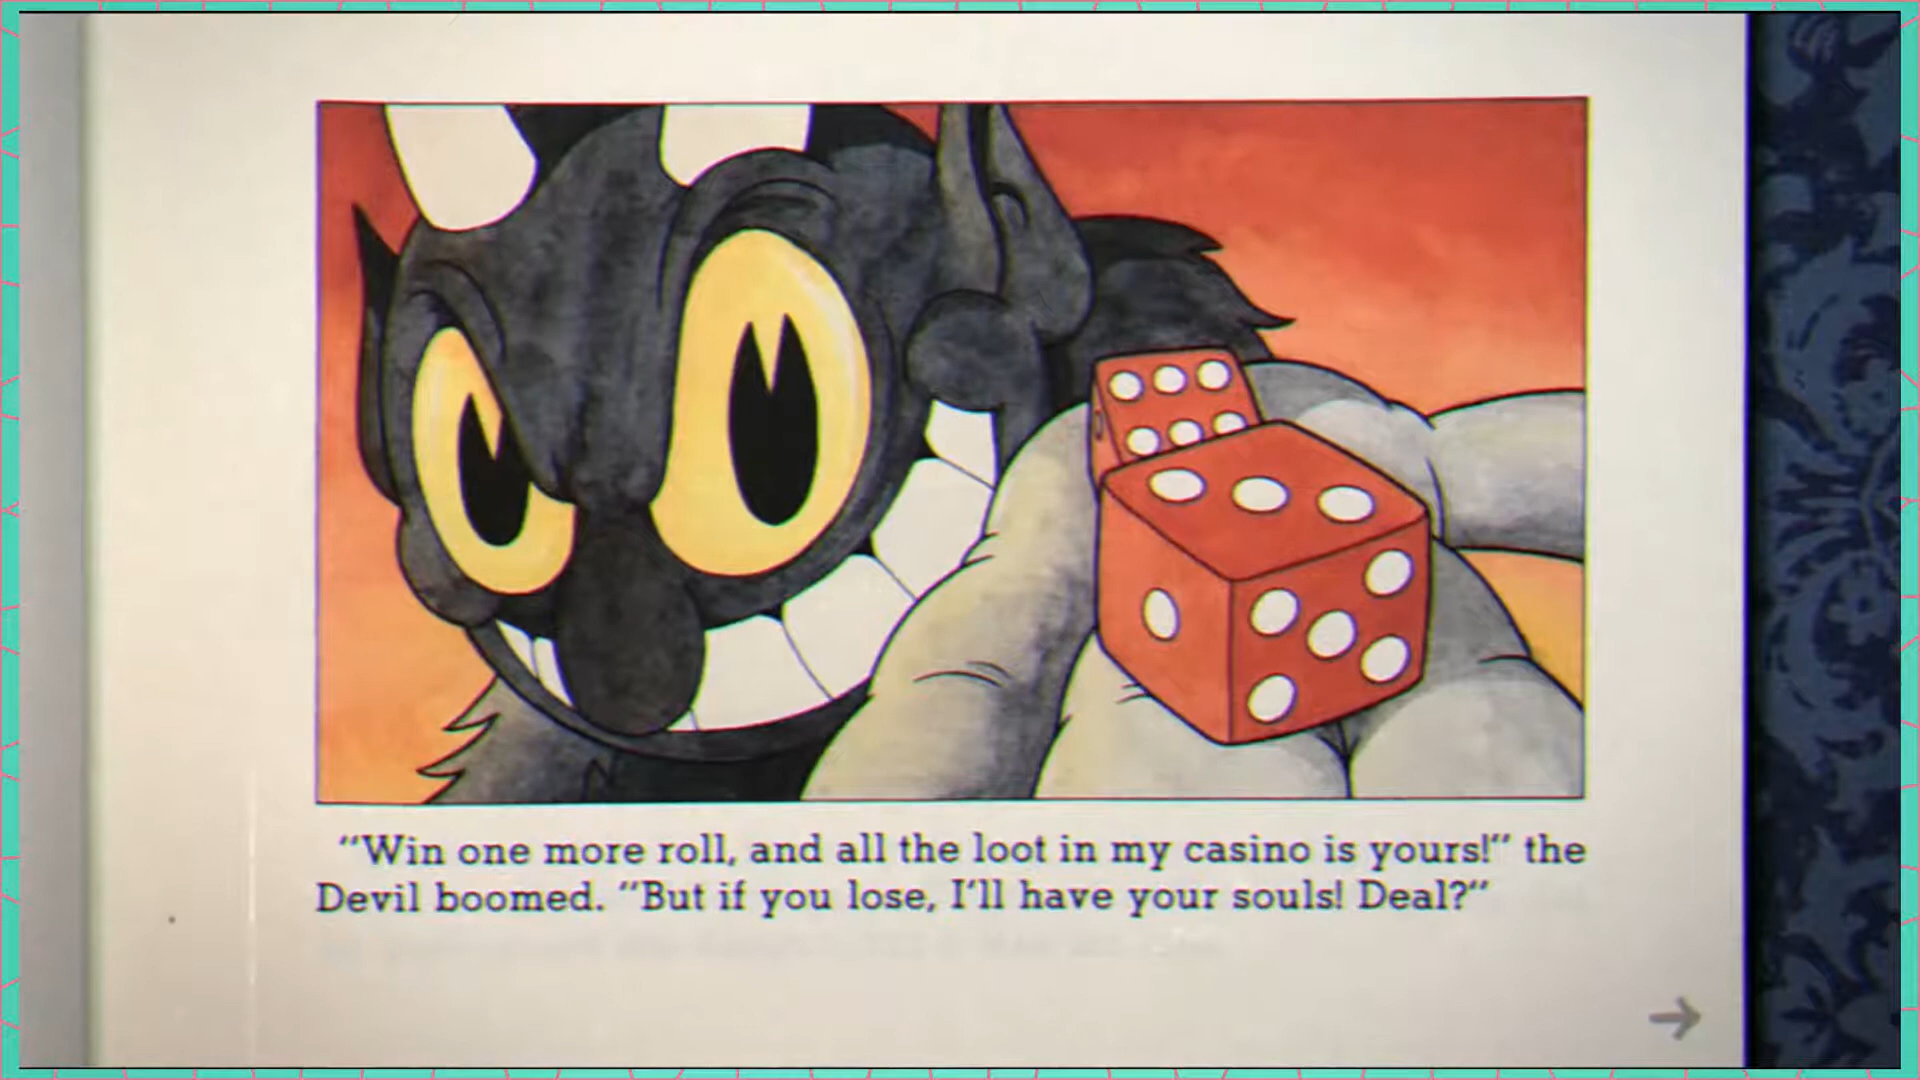 “Win one more roll, and all the loot in my casino is yours!” the
Devil boomed. “But if you lose, I’ll have your souls! Deal?”